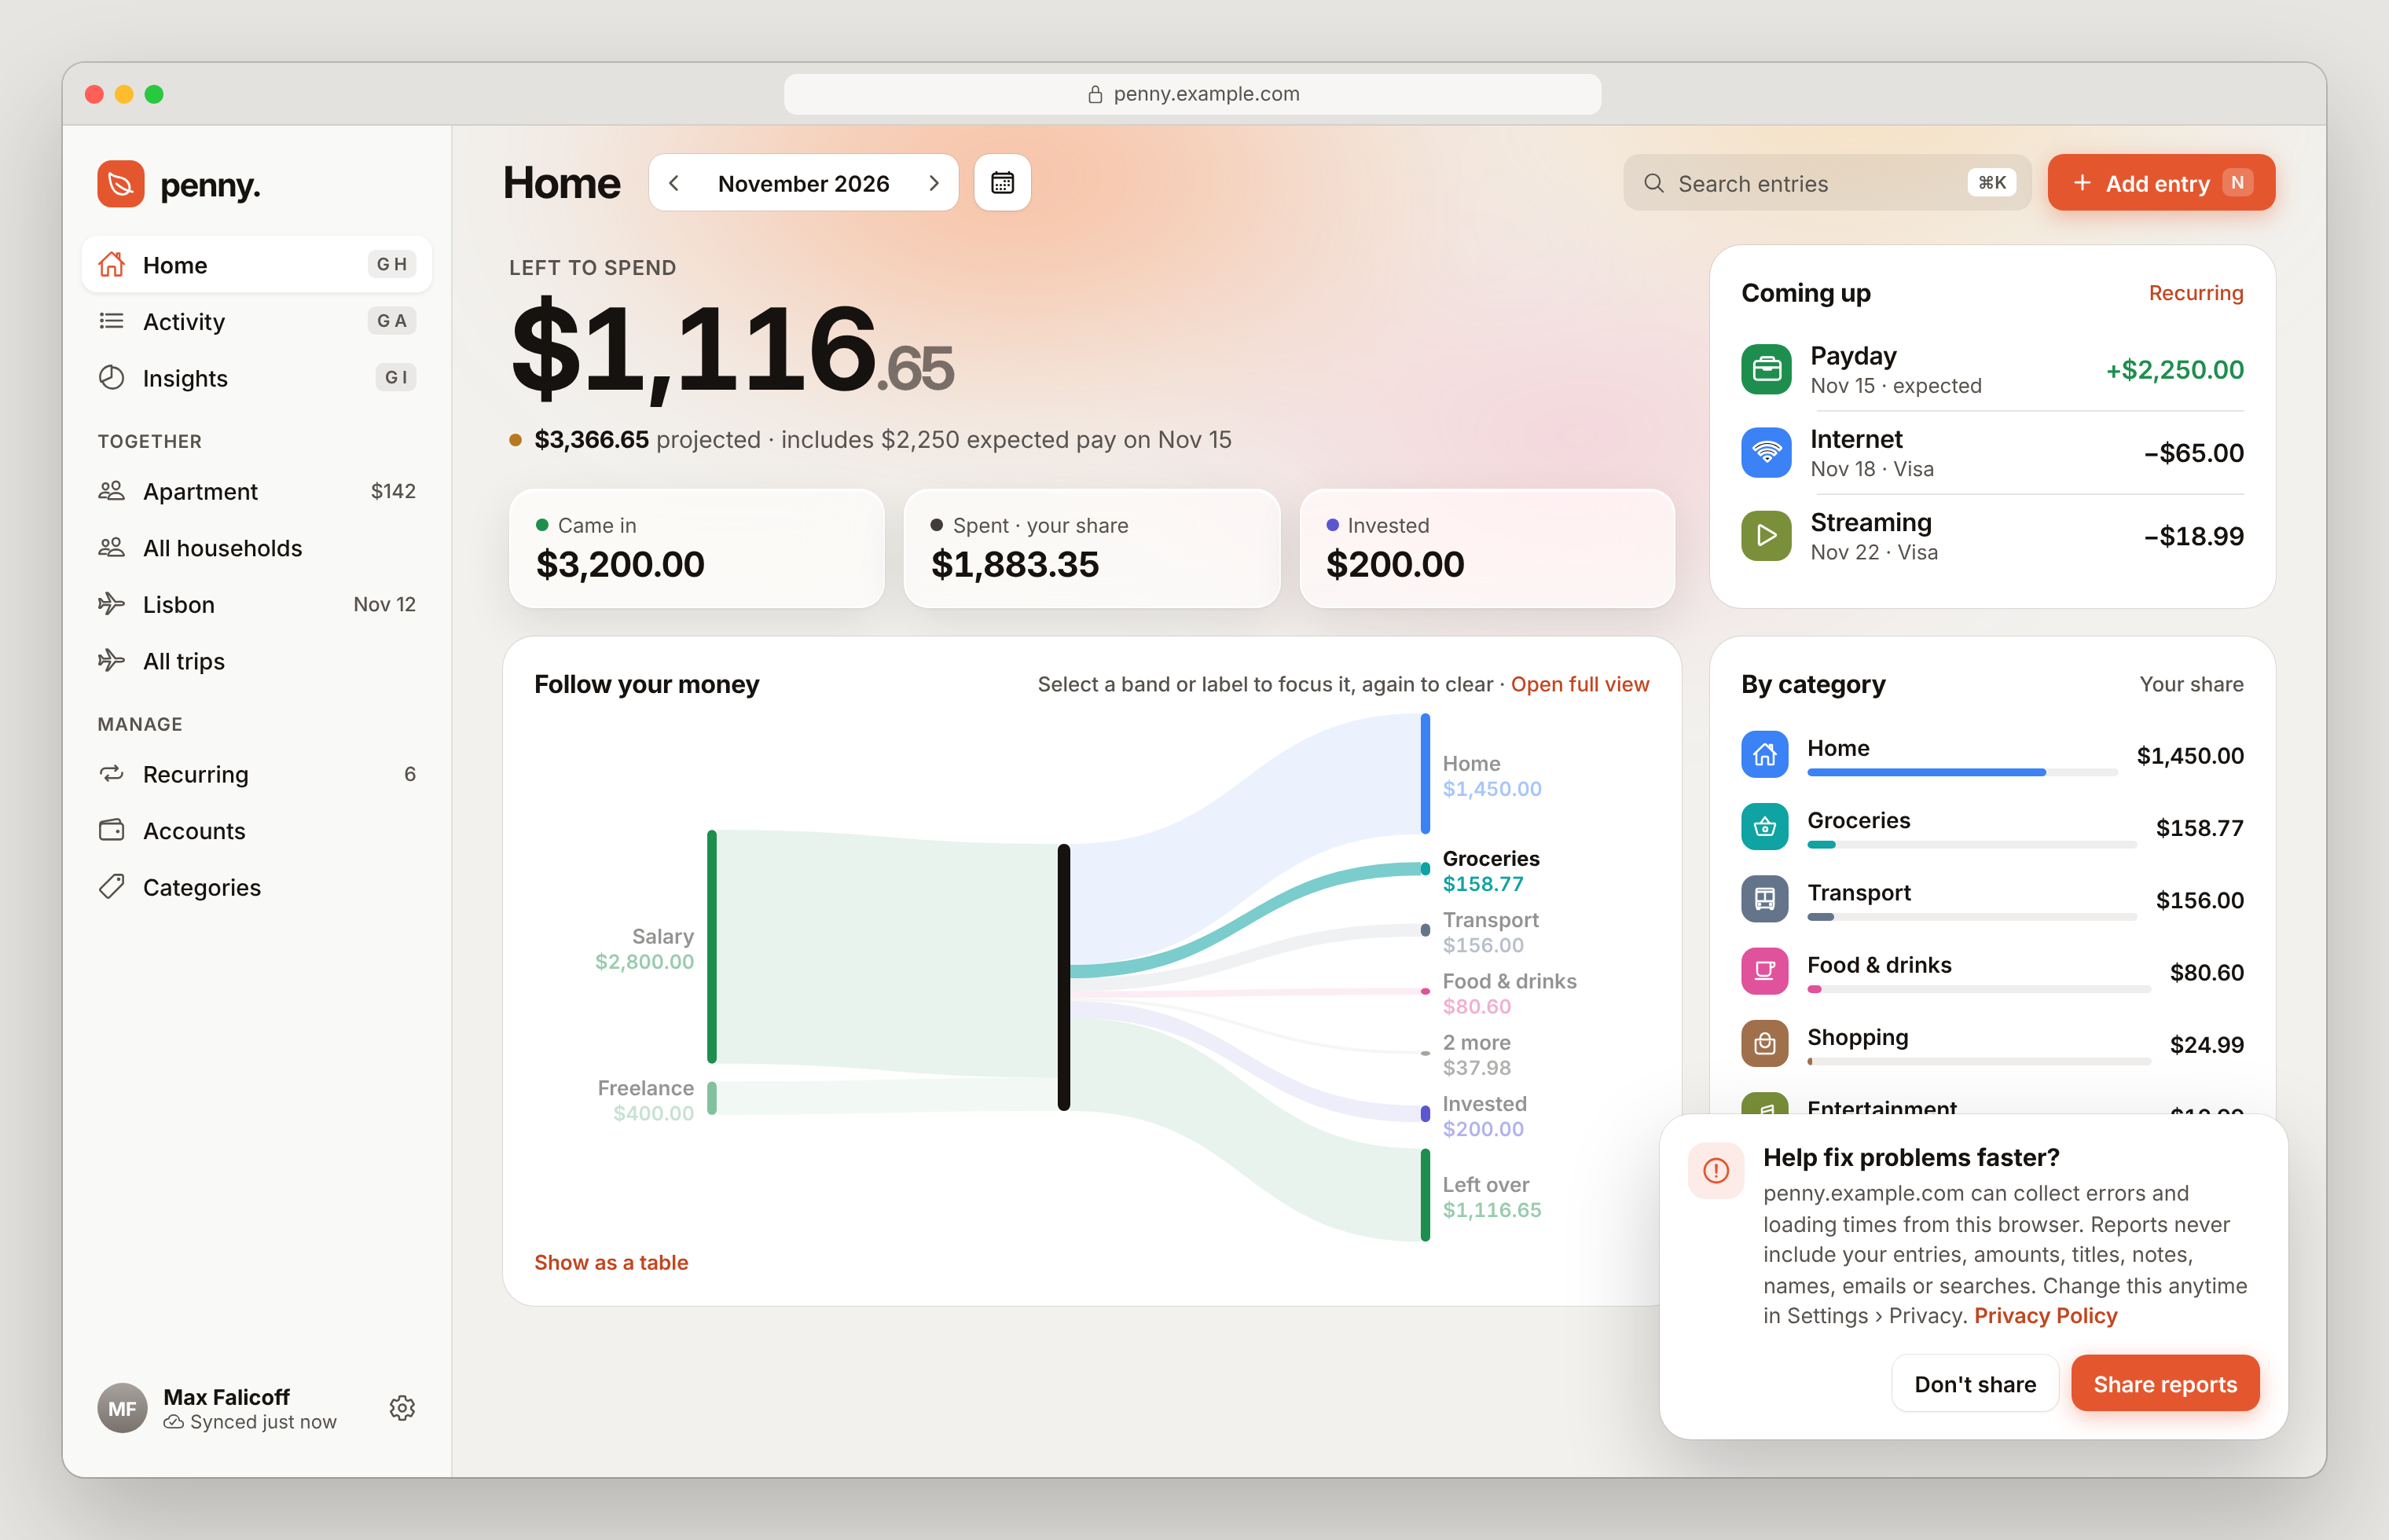 penny.example.com
penny.
Home G H
Activity G A
Insights G I
TOGETHER
Apartment $142
All households
Lisbon Nov 12
All trips
MANAGE
Recurring 6
Accounts
Categories
MF
Max Falicoff
Synced just now
Home
November 2026
Search entries ⌘K
Add entry N
LEFT TO SPEND
$1,116.65
$3,366.65 projected · includes $2,250 expected pay on Nov 15
Came in
$3,200.00
Spent · your share
$1,883.35
Invested
$200.00
Coming up Recurring
Payday
Nov 15 · expected
+$2,250.00
Internet
Nov 18 · Visa
−$65.00
Streaming
Nov 22 · Visa
−$18.99
Follow your money
Select a band or label to focus it, again to clear · Open full view
Salary
$2,800.00
Freelance
$400.00
Home
$1,450.00
Groceries
$158.77
Transport
$156.00
Food & drinks
$80.60
2 more
$37.98
Invested
$200.00
Left over
$1,116.65
Show as a table
By category Your share
Home $1,450.00
Groceries $158.77
Transport $156.00
Food & drinks $80.60
Shopping $24.99
Entertainment
Help fix problems faster?
penny.example.com can collect errors and
loading times from this browser. Reports never
include your entries, amounts, titles, notes,
names, emails or searches. Change this anytime
in Settings › Privacy. Privacy Policy
Don't share
Share reports